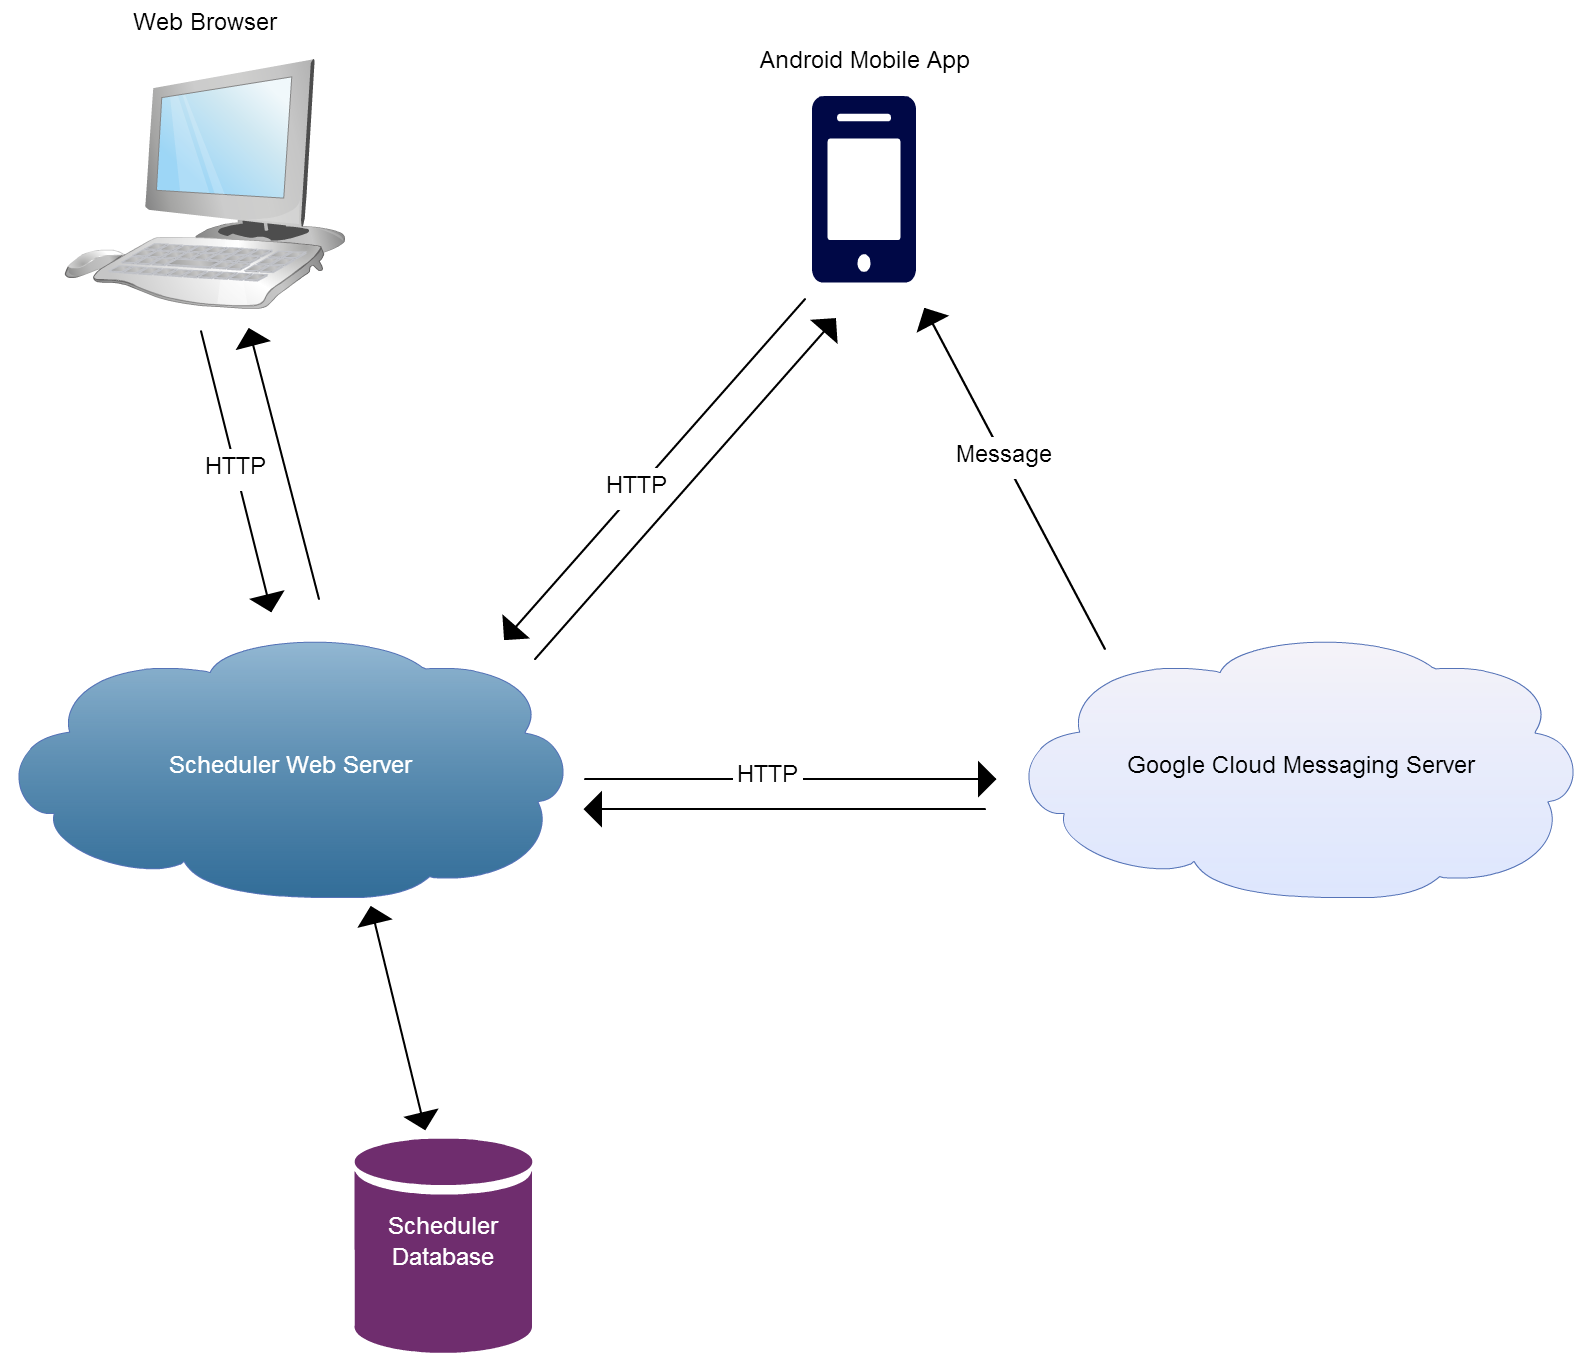 Web Browser
Android Mobile App
HTTP
HTTP
Message
Scheduler Web Server
HTTP
Google Cloud Messaging Server
Scheduler
Database